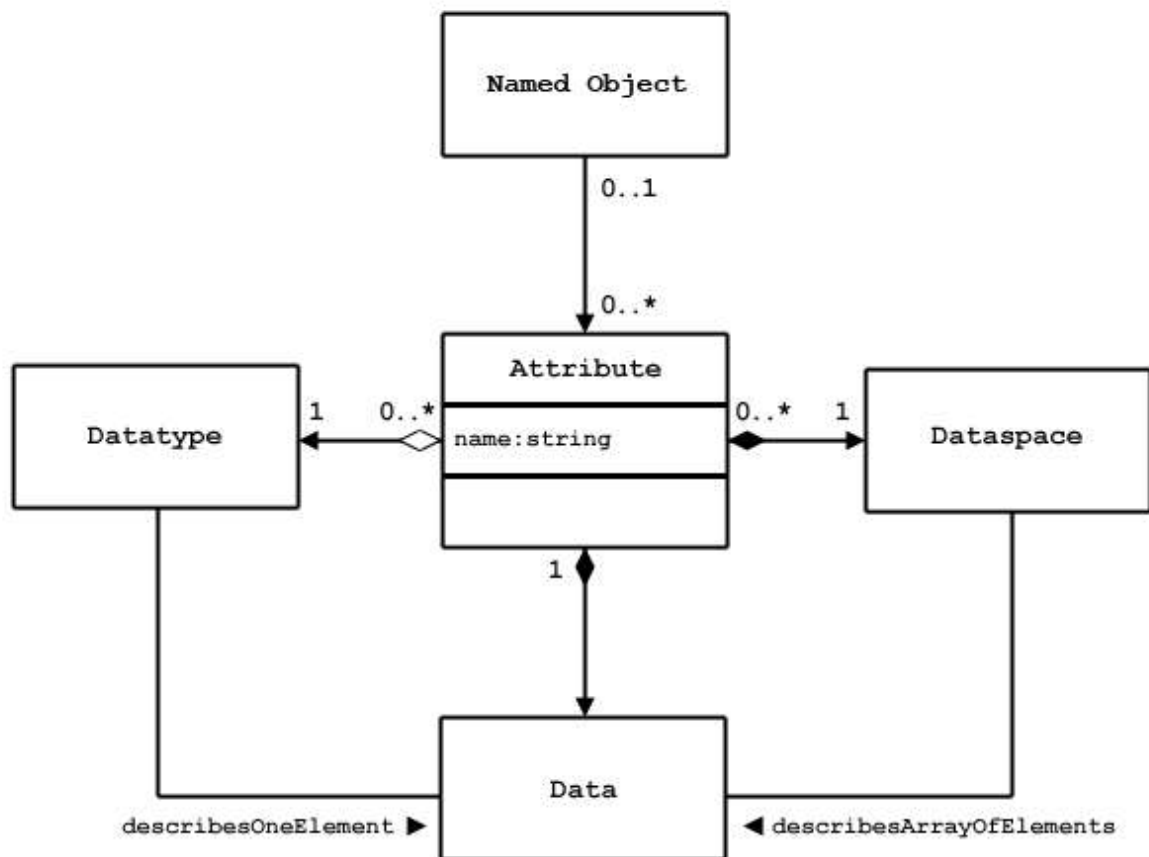 Named Object
0..1
0..*
Attribute
1 0..*
0..* 1
Datatype
name:string
Dataspace
1
Data
describesOneElement ►
◄ describesArrayOfElements